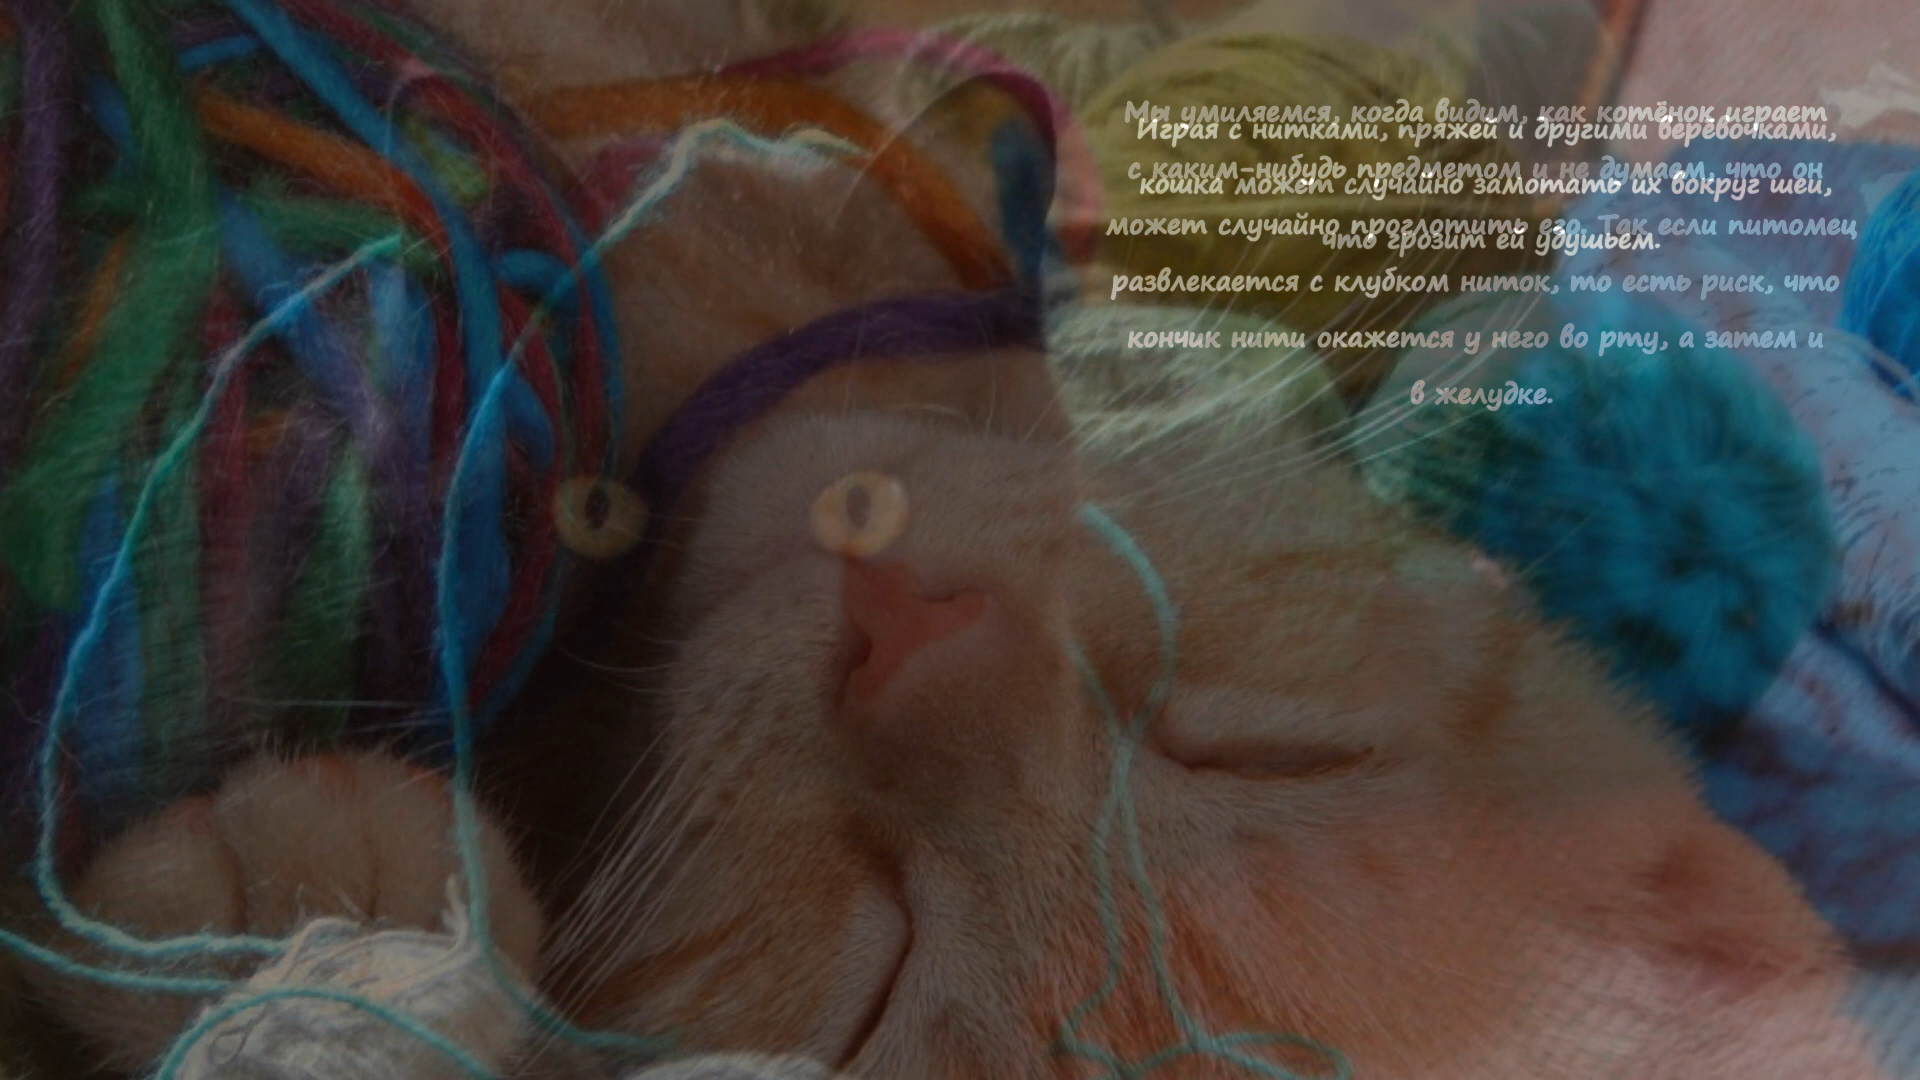 Мы умиляемся, когда видим, как котёнок играет
с каким-нибудь предметом и не думаем, что он
может случайно проглотить его. Так если питомец
развлекается с клубком ниток, то есть риск, что
кончик нити окажется у него во рту, а затем и
в желудке.
Играя с нитками, пряжей и другими верёвочками,
кошка может случайно замотать их вокруг шеи,
что грозит ей удушьем.